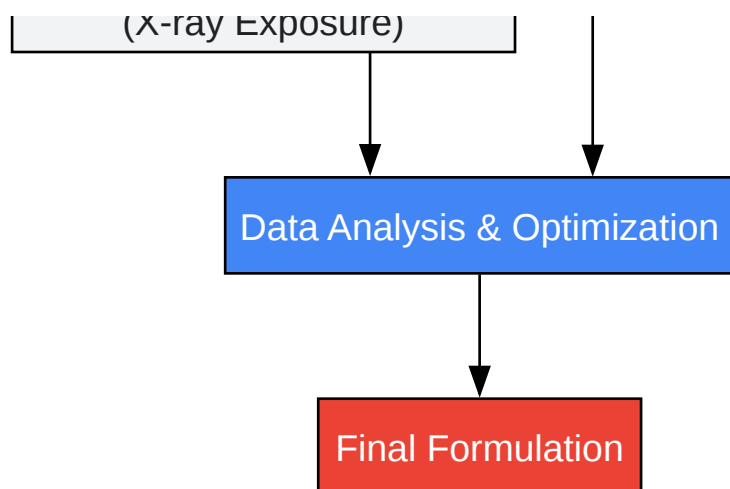 (X-ray Exposure)
Data Analysis & Optimization
Final Formulation